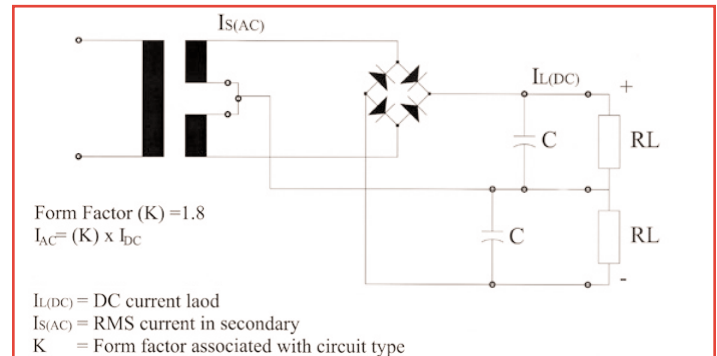 IS(AC)
IL(DC)
+
C
RL
C
RL
-
Form Factor (K) =1.8
IAC= (K) x IDC
IL(DC) = DC current laod
IS(AC) = RMS current in secondary
K = Form factor associated with circuit type